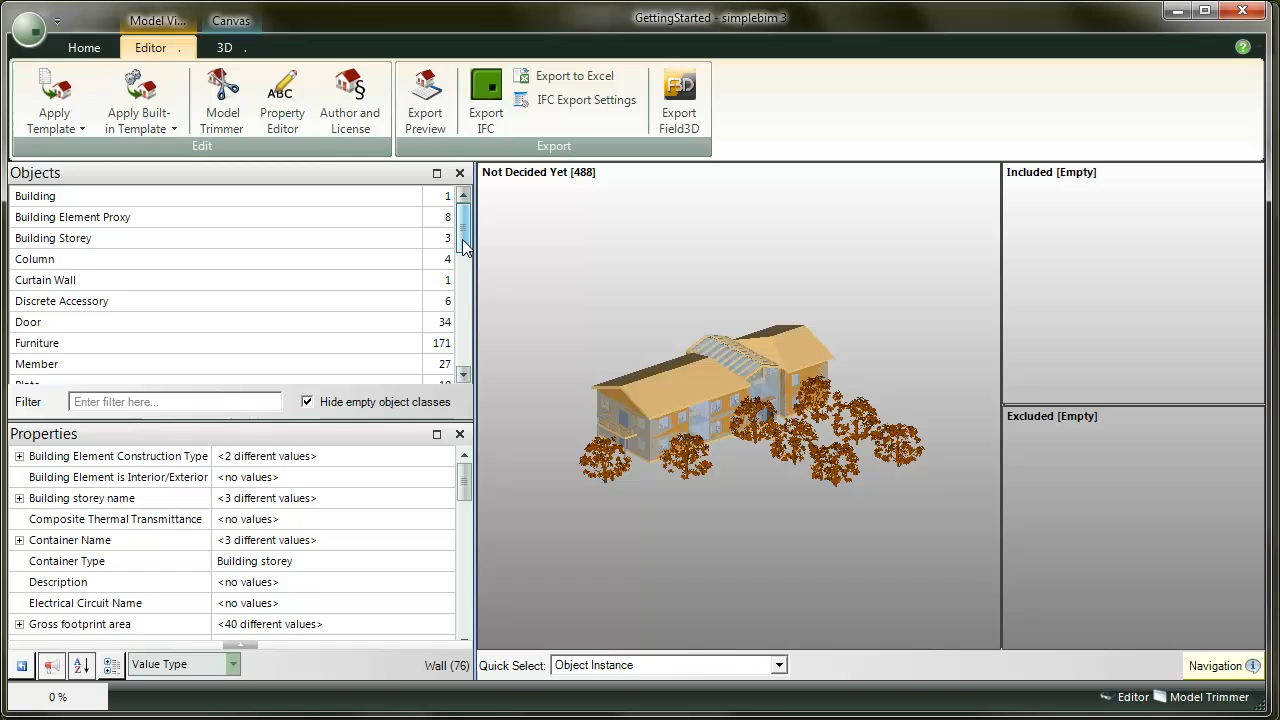 GettingStarted - simplebim 3
Model Vi... Canvas
Home Editor 3D
Apply Template
Apply Built-in Template
Model Trimmer
Property Editor
Author and License
Export Preview
Export IFC
Export to Excel
IFC Export Settings
F3D
Export Field3D
ABC
§
Edit
Export
Objects
Building 1
Building Element Proxy 8
Building Storey 3
Column 4
Curtain Wall 1
Discrete Accessory 6
Door 34
Furniture 171
Member 27
Filter Enter filter here... Hide empty object classes
Properties
Building Element Construction Type <2 different values>
Building Element is Interior/Exterior <no values>
Building storey name <3 different values>
Composite Thermal Transmittance <no values>
Container Name <3 different values>
Container Type Building storey
Description <no values>
Electrical Circuit Name <no values>
Gross footprint area <40 different values>
Value Type Wall (76)
Not Decided Yet [488]
Included [Empty]
Excluded [Empty]
Quick Select: Object Instance
Navigation
0 %
Editor Model Trimmer